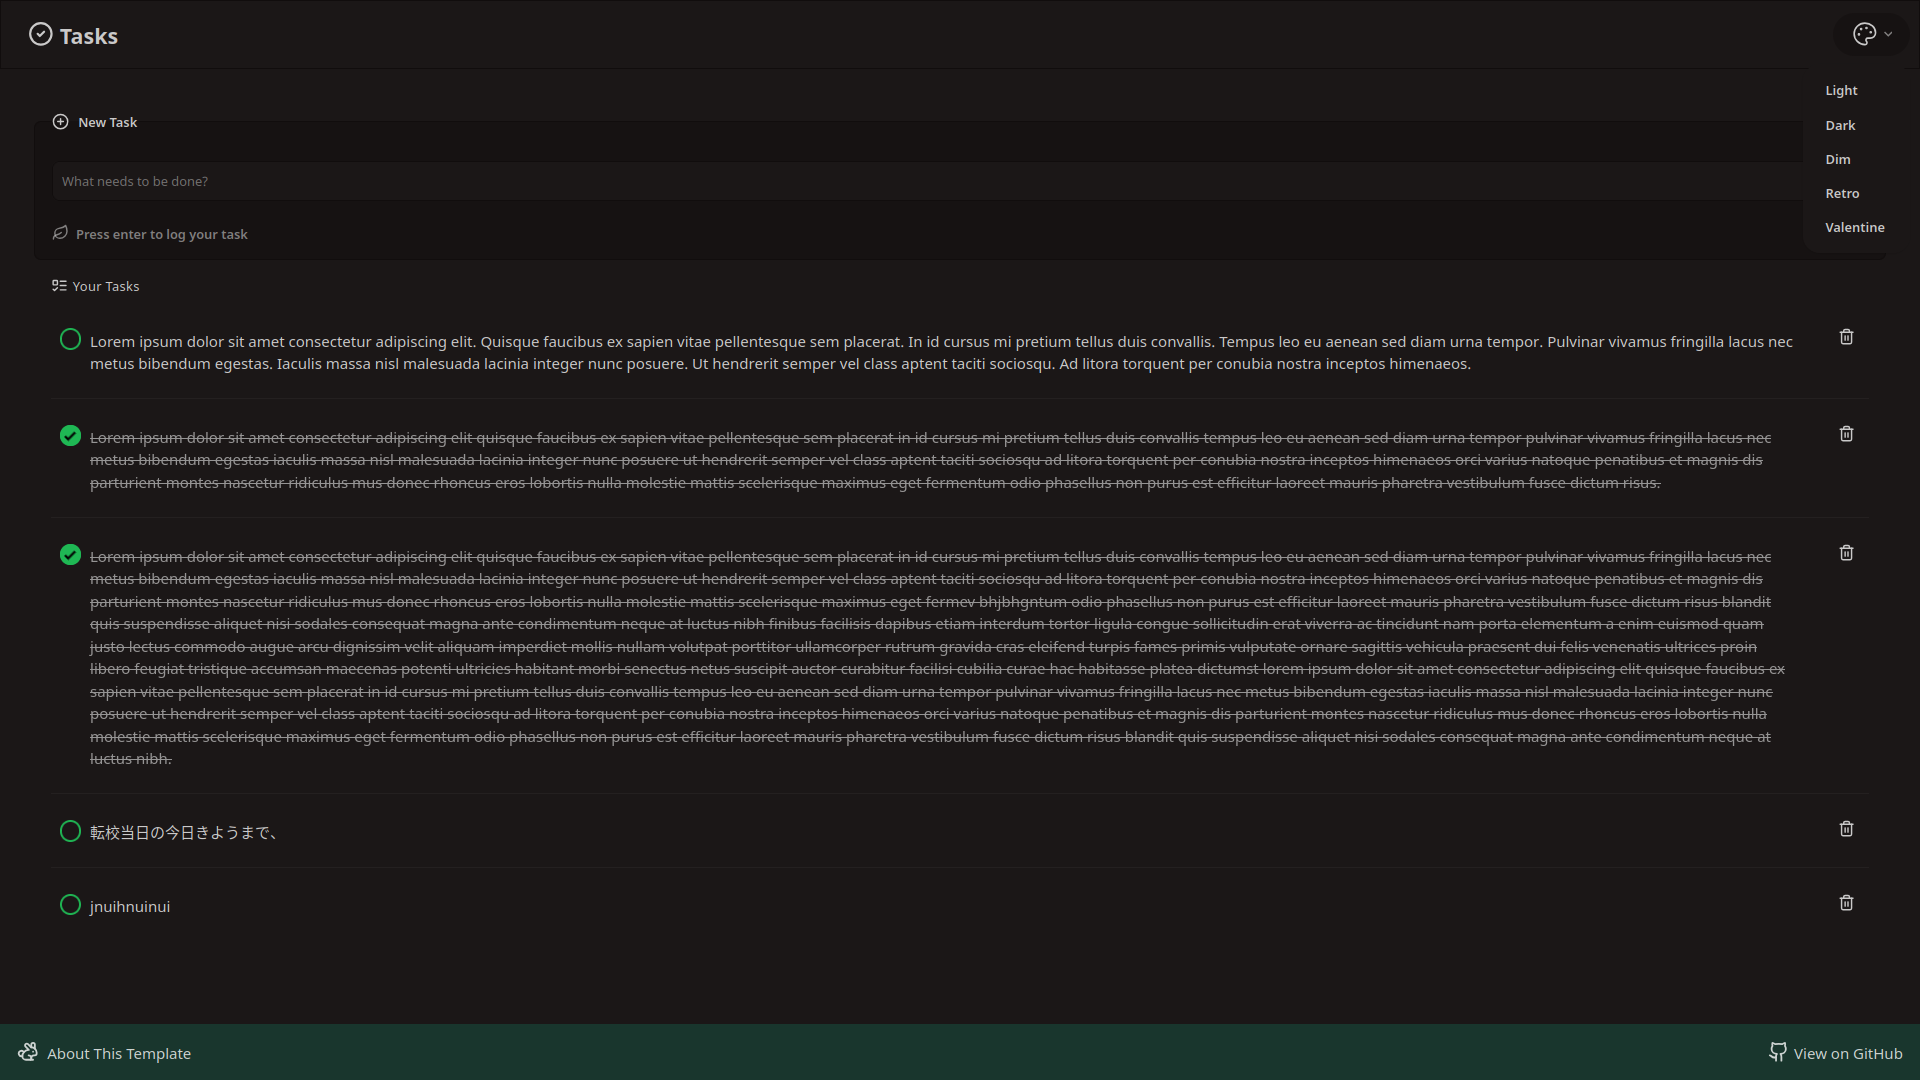 Tasks
Light
Dark
Dim
Retro
Valentine
New Task
What needs to be done?
Press enter to log your task
Your Tasks
Lorem ipsum dolor sit amet consectetur adipiscing elit. Quisque faucibus ex sapien vitae pellentesque sem placerat. In id cursus mi pretium tellus duis convallis. Tempus leo eu aenean sed diam urna tempor. Pulvinar vivamus fringilla lacus nec
metus bibendum egestas. Iaculis massa nisl malesuada lacinia integer nunc posuere. Ut hendrerit semper vel class aptent taciti sociosqu. Ad litora torquent per conubia nostra inceptos himenaeos.
Lorem ipsum dolor sit amet consectetur adipiscing elit quisque faucibus ex sapien vitae pellentesque sem placerat in id cursus mi pretium tellus duis convallis tempus leo eu aenean sed diam urna tempor pulvinar vivamus fringilla lacus nec
metus bibendum egestas iaculis massa nisl malesuada lacinia integer nunc posuere ut hendrerit semper vel class aptent taciti sociosqu ad litora torquent per conubia nostra inceptos himenaeos orci varius natoque penatibus et magnis dis
parturient montes nascetur ridiculus mus donec rhoncus eros lobortis nulla molestie mattis scelerisque maximus eget fermentum odio phasellus non purus est efficitur laoreet mauris pharetra vestibulum fusce dictum risus.
Lorem ipsum dolor sit amet consectetur adipiscing elit quisque faucibus ex sapien vitae pellentesque sem placerat in id cursus mi pretium tellus duis convallis tempus leo eu aenean sed diam urna tempor pulvinar vivamus fringilla lacus nec
metus bibendum egestas iaculis massa nisl malesuada lacinia integer nunc posuere ut hendrerit semper vel class aptent taciti sociosqu ad litora torquent per conubia nostra inceptos himenaeos orci varius natoque penatibus et magnis dis
parturient montes nascetur ridiculus mus donec rhoncus eros lobortis nulla molestie mattis scelerisque maximus eget fermev bhjbhgntum odio phasellus non purus est efficitur laoreet mauris pharetra vestibulum fusce dictum risus blandit
quis suspendisse aliquet nisi sodales consequat magna ante condimentum neque at luctus nibh finibus facilisis dapibus etiam interdum tortor ligula congue sollicitudin erat viverra ac tincidunt nam porta elementum a enim euismod quam
justo lectus commodo augue arcu dignissim velit aliquam imperdiet mollis nullam volutpat porttitor ullamcorper rutrum gravida cras eleifend turpis fames primis vulputate ornare sagittis vehicula praesent dui felis venenatis ultrices proin
libero feugiat tristique accumsan maecenas potenti ultricies habitant morbi senectus netus suscipit auctor curabitur facilisi cubilia curae hac habitasse platea dictumst lorem ipsum dolor sit amet consectetur adipiscing elit quisque faucibus ex
sapien vitae pellentesque sem placerat in id cursus mi pretium tellus duis convallis tempus leo eu aenean sed diam urna tempor pulvinar vivamus fringilla lacus nec metus bibendum egestas iaculis massa nisl malesuada lacinia integer nunc
posuere ut hendrerit semper vel class aptent taciti sociosqu ad litora torquent per conubia nostra inceptos himenaeos orci varius natoque penatibus et magnis dis parturient montes nascetur ridiculus mus donec rhoncus eros lobortis nulla
molestie mattis scelerisque maximus eget fermentum odio phasellus non purus est efficitur laoreet mauris pharetra vestibulum fusce dictum risus blandit quis suspendisse aliquet nisi sodales consequat magna ante condimentum neque at
luctus nibh.
転校当日の今日きようまで、
jnuihnuinui
About This Template
View on GitHub